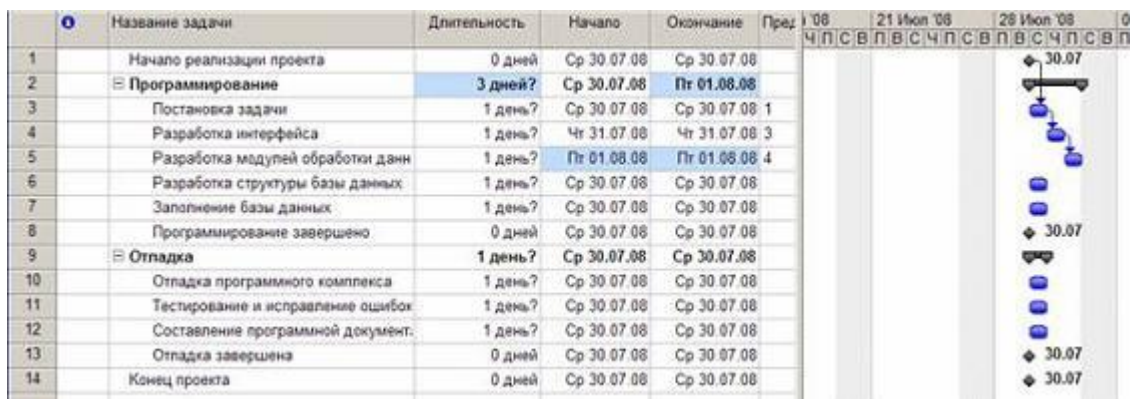 Название задачи Длительность Начало Окончание Пред '08 21 Июл '08 28 Июл '08 0
Ч П С В П В С Ч П С В П В С Ч П С В П
1 Начало реализации проекта 0 дней Ср 30.07.08 Ср 30.07.08 30.07
2 Программирование 3 дней? Ср 30.07.08 Пт 01.08.08
3 Постановка задачи 1 день? Ср 30.07.08 Ср 30.07.08 1
4 Разработка интерфейса 1 день? Чт 31.07.08 Чт 31.07.08 3
5 Разработка модулей обработки данн 1 день? Пт 01.08.08 Пт 01.08.08 4
6 Разработка структуры базы данных 1 день? Ср 30.07.08 Ср 30.07.08
7 Заполнение базы данных 1 день? Ср 30.07.08 Ср 30.07.08
8 Программирование завершено 0 дней Ср 30.07.08 Ср 30.07.08 30.07
9 Отладка 1 день? Ср 30.07.08 Ср 30.07.08
10 Отладка программного комплекса 1 день? Ср 30.07.08 Ср 30.07.08
11 Тестирование и исправление ошибок 1 день? Ср 30.07.08 Ср 30.07.08
12 Составление программной документ. 1 день? Ср 30.07.08 Ср 30.07.08
13 Отладка завершена 0 дней Ср 30.07.08 Ср 30.07.08 30.07
14 Конец проекта 0 дней Ср 30.07.08 Ср 30.07.08 30.07